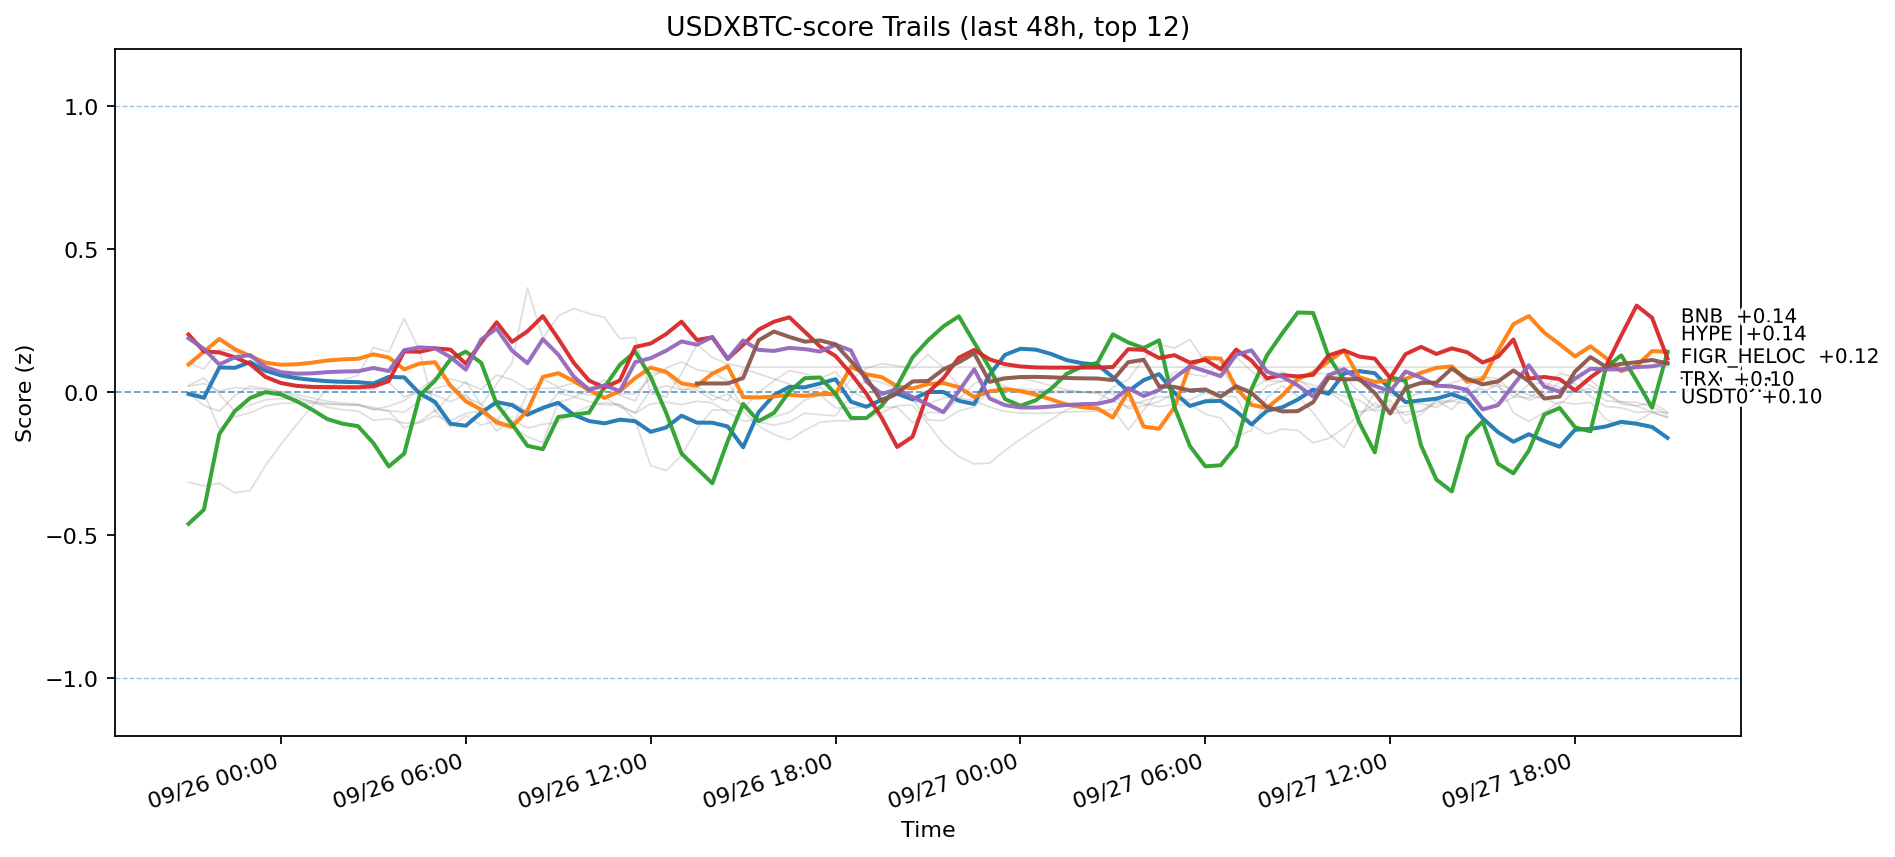 USDXBTC-score Trails (last 48h, top 12)
Score (z)
1.0
0.5
0.0
−0.5
−1.0
BNB +0.14
HYPE +0.14
FIGR_HELOC +0.12
TRX +0.10
USDT0 +0.10
09/26 00:00
09/26 06:00
09/26 12:00
09/26 18:00
09/27 00:00
09/27 06:00
09/27 12:00
09/27 18:00
Time